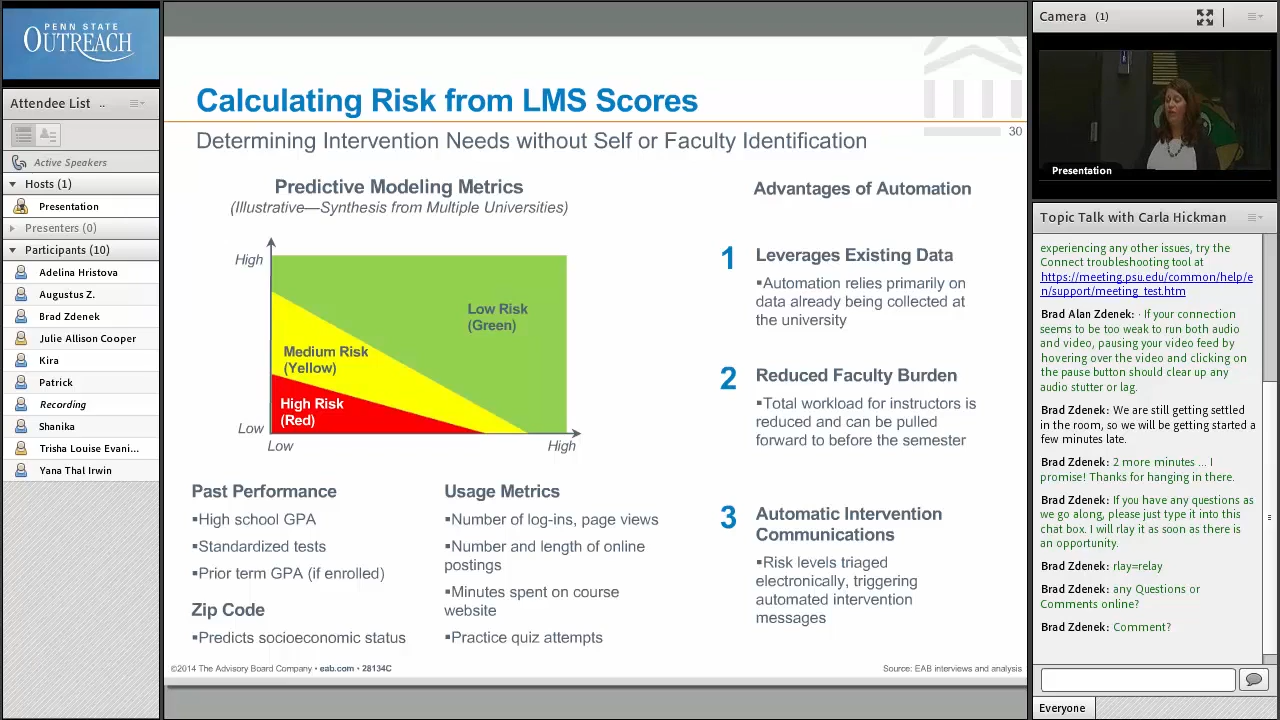 PENN STATE
OUTREACH
Attendee List ..
Active Speakers
Hosts (1)
Presentation
Presenters (0)
Participants (10)
Adelina Hristova
Augustus Z.
Brad Zdenek
Julie Allison Cooper
Kira
Patrick
Recording
Shanika
Trisha Louise Evani...
Yana Thal Irwin
Calculating Risk from LMS Scores
30
Determining Intervention Needs without Self or Faculty Identification
Predictive Modeling Metrics
(Illustrative—Synthesis from Multiple Universities)
High
Low Risk
(Green)
Medium Risk
(Yellow)
High Risk
(Red)
Low
Low
High
Past Performance
▪High school GPA
▪Standardized tests
▪Prior term GPA (if enrolled)
Zip Code
▪Predicts socioeconomic status
Usage Metrics
▪Number of log-ins, page views
▪Number and length of online
postings
▪Minutes spent on course
website
▪Practice quiz attempts
Advantages of Automation
1 Leverages Existing Data
▪Automation relies primarily on
data already being collected at
the university
2 Reduced Faculty Burden
▪Total workload for instructors is
reduced and can be pulled
forward to before the semester
3 Automatic Intervention
Communications
▪Risk levels triaged
electronically, triggering
automated intervention
messages
©2014 The Advisory Board Company • eab.com • 28134C
Source: EAB interviews and analysis
Camera (1)
Presentation
Topic Talk with Carla Hickman
experiencing any other issues, try the
Connect troubleshooting tool at
https://meeting.psu.edu/common/help/e
n/support/meeting_test.htm
Brad Alan Zdenek: · If your connection
seems to be too weak to run both audio
and video, pausing your video feed by
hovering over the video and clicking on
the pause button should clear up any
audio stutter or lag.
Brad Zdenek: We are still getting settled
in the room, so we will be getting started a
few minutes late.
Brad Zdenek: 2 more minutes ... I
promise! Thanks for hanging in there.
Brad Zdenek: If you have any questions as
we go along, please just type it into this
chat box. I will rlay it as soon as there is
an opportunity.
Brad Zdenek: rlay=relay
Brad Zdenek: any Questions or
Comments online?
Brad Zdenek: Comment?
Everyone